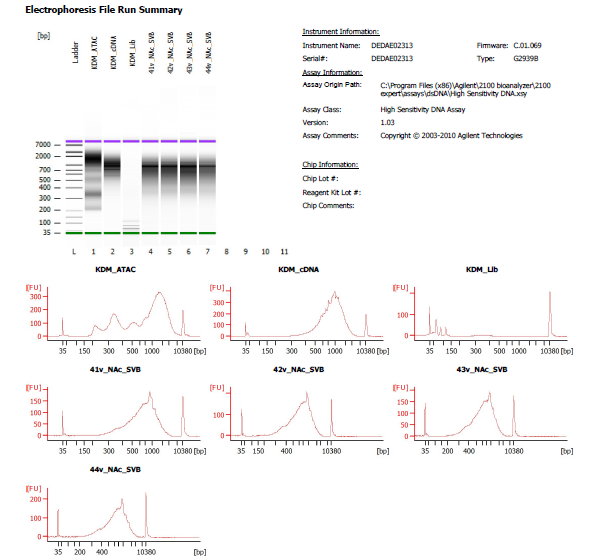 Electrophoresis File Run Summary
[bp]
Ladder
KDM_ATAC
KDM_cDNA
KDM_Lib
41v_NAc_SVB
42v_NAc_SVB
43v_NAc_SVB
44v_NAc_SVB
7000
2000
700
500
400
300
200
100
35
L 1 2 3 4 5 6 7 8 9 10 11
Instrument Information:
Instrument Name: DEDAE02313 Firmware: C.01.069
Serial#: DEDAE02313 Type: G2939B
Assay Information:
Assay Origin Path: C:\Program Files (x86)\Agilent\2100 bioanalyzer\2100
expert\assays\dsDNA\High Sensitivity DNA.xsy
Assay Class: High Sensitivity DNA Assay
Version: 1.03
Assay Comments: Copyright © 2003-2010 Agilent Technologies
Chip Information:
Chip Lot #:
Reagent Kit Lot #:
Chip Comments:
KDM_ATAC
[FU]
300
200
100
0
35 150 300 500 1000 10380 [bp]
KDM_cDNA
[FU]
400
300
200
100
0
35 150 300 500 1000 10380 [bp]
KDM_Lib
[FU]
200
100
0
35 150 300 500 1000 10380 [bp]
41v_NAc_SVB
[FU]
150
100
50
0
35 150 300 500 1000 10380 [bp]
42v_NAc_SVB
[FU]
200
100
0
35 150 400 10380 [bp]
43v_NAc_SVB
[FU]
150
100
50
0
35 200 400 10380 [bp]
44v_NAc_SVB
[FU]
200
100
0
35 200 400 10380 [bp]